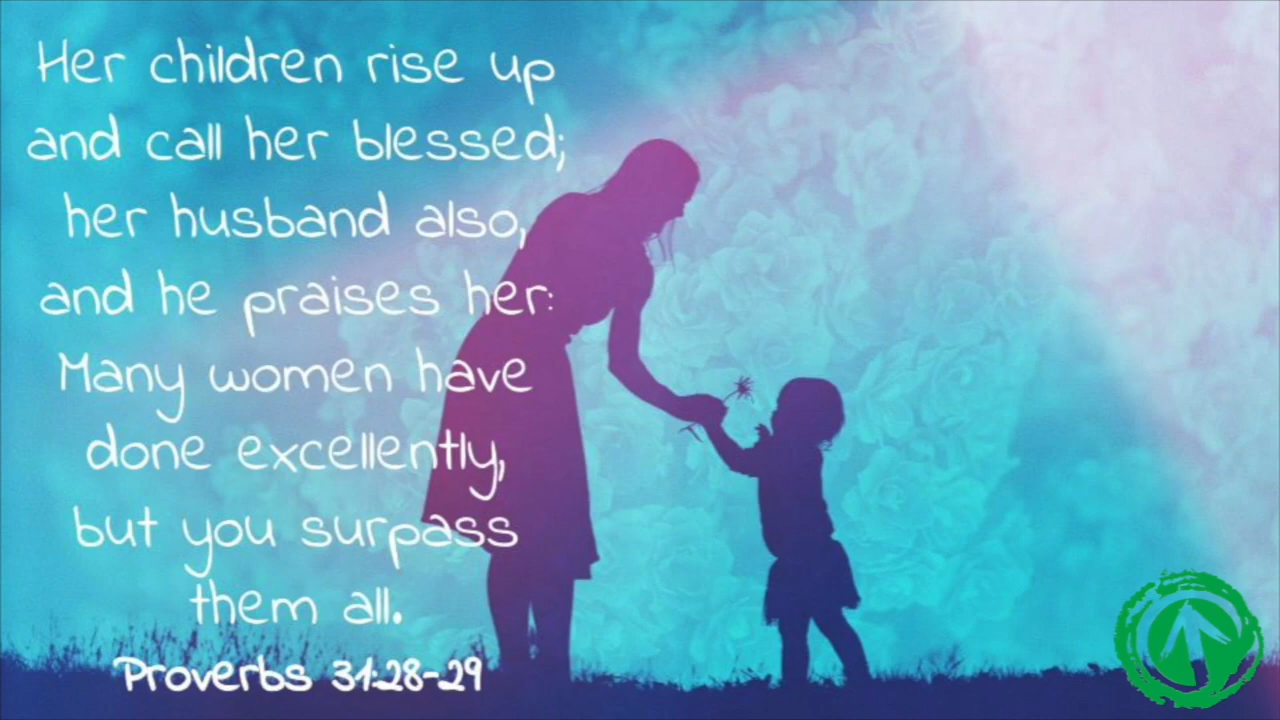 Her children rise up
and call her blessed;
her husband also,
and he praises her:
Many women have
done excellently,
but you surpass
them all.
Proverbs 31:28-29